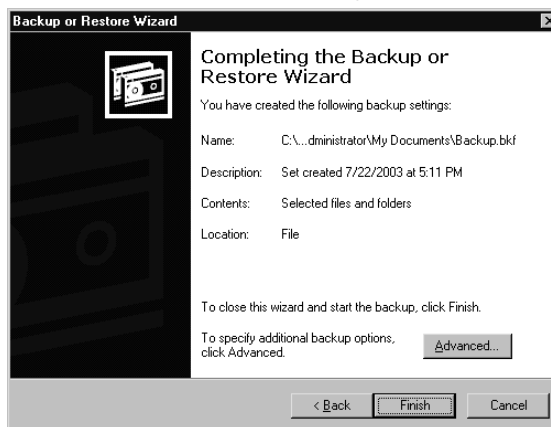 Backup or Restore Wizard
Completing the Backup or
Restore Wizard
You have created the following backup settings:
Name: C:\...dministrator\My Documents\Backup.bkf
Description: Set created 7/22/2003 at 5:11 PM
Contents: Selected files and folders
Location: File
To close this wizard and start the backup, click Finish.
To specify additional backup options,
click Advanced.
Advanced...
< Back Finish Cancel